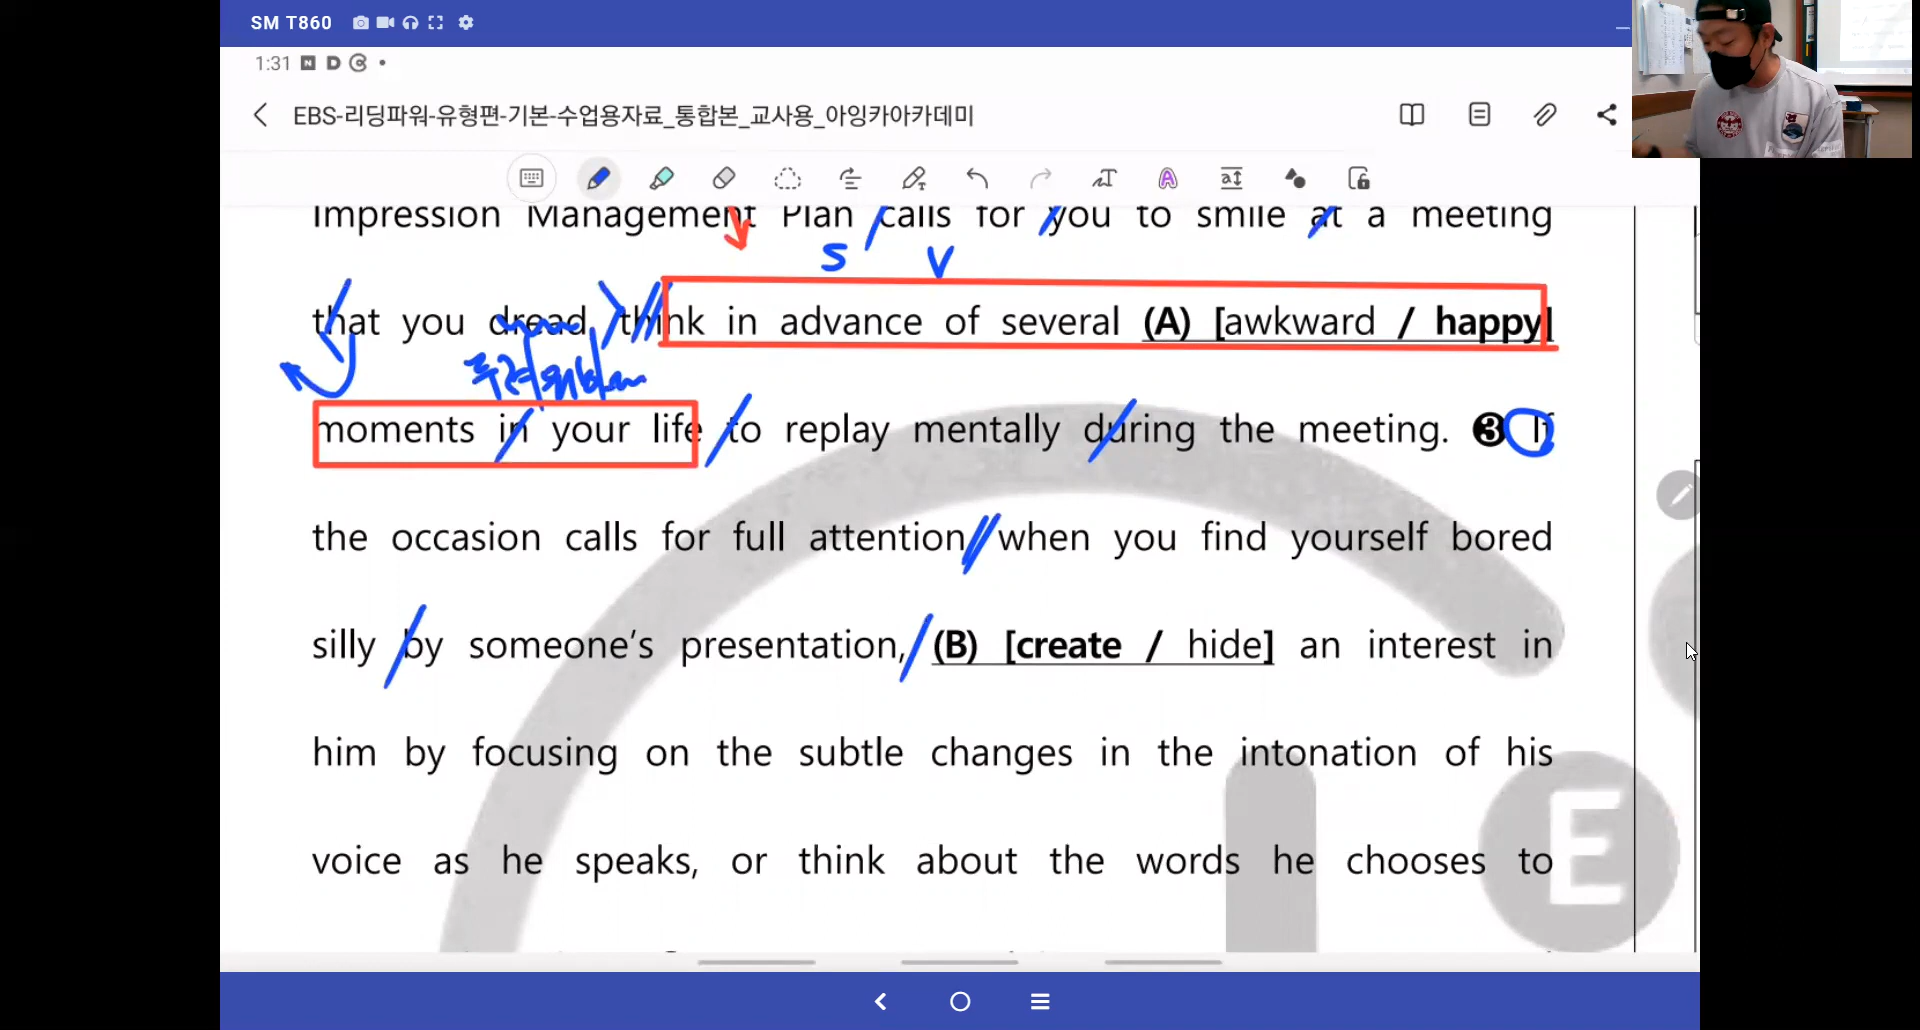 SM T860
1:31
EBS-리딩파워-유형편-기본-수업용자료_통합본_교사용_아잉카아카데미
Impression Management Plan calls for you to smile at a meeting
S V
that you dread, think in advance of several (A) [awkward / happy]
moments in your life to replay mentally during the meeting. ❸ If
the occasion calls for full attention, when you find yourself bored
silly by someone's presentation, (B) [create / hide] an interest in
him by focusing on the subtle changes in the intonation of his
voice as he speaks, or think about the words he chooses to
E